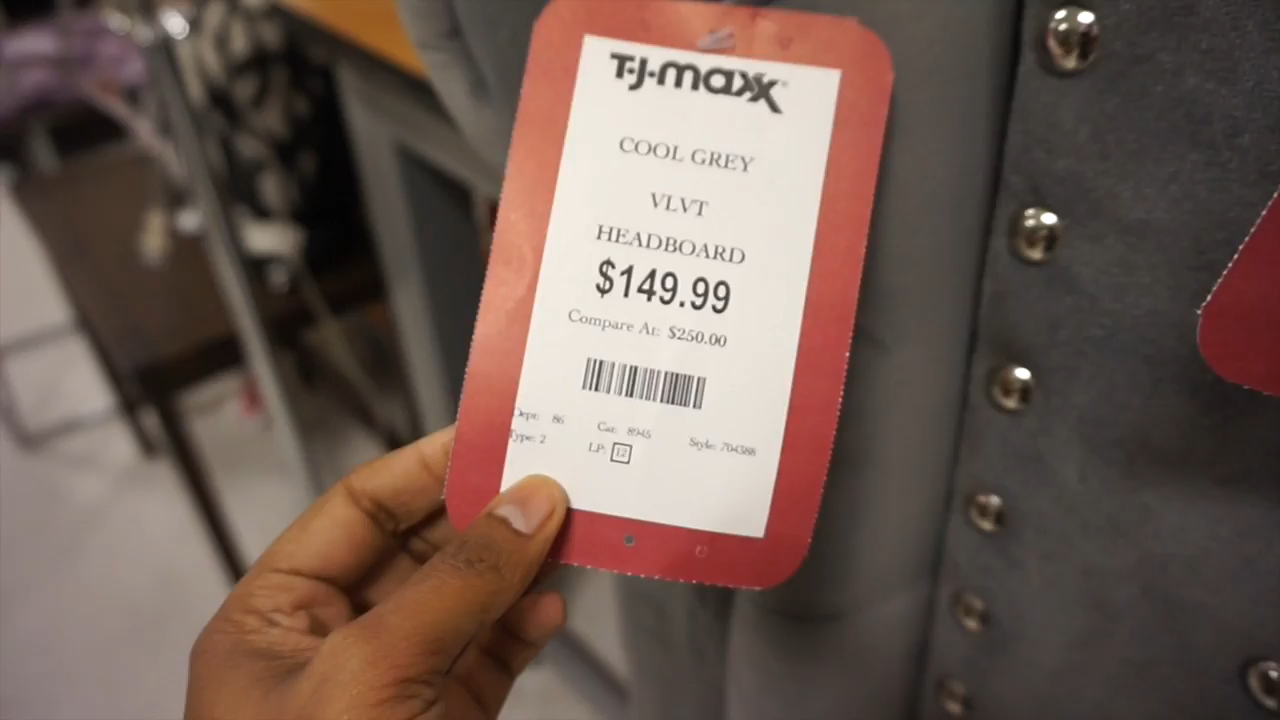 T·J·maxx
COOL GREY
VLVT
HEADBOARD
$149.99
Compare At: $250.00
Dept: 86 Cat: 8945 Style: 704388
Type: 2 LP: 12